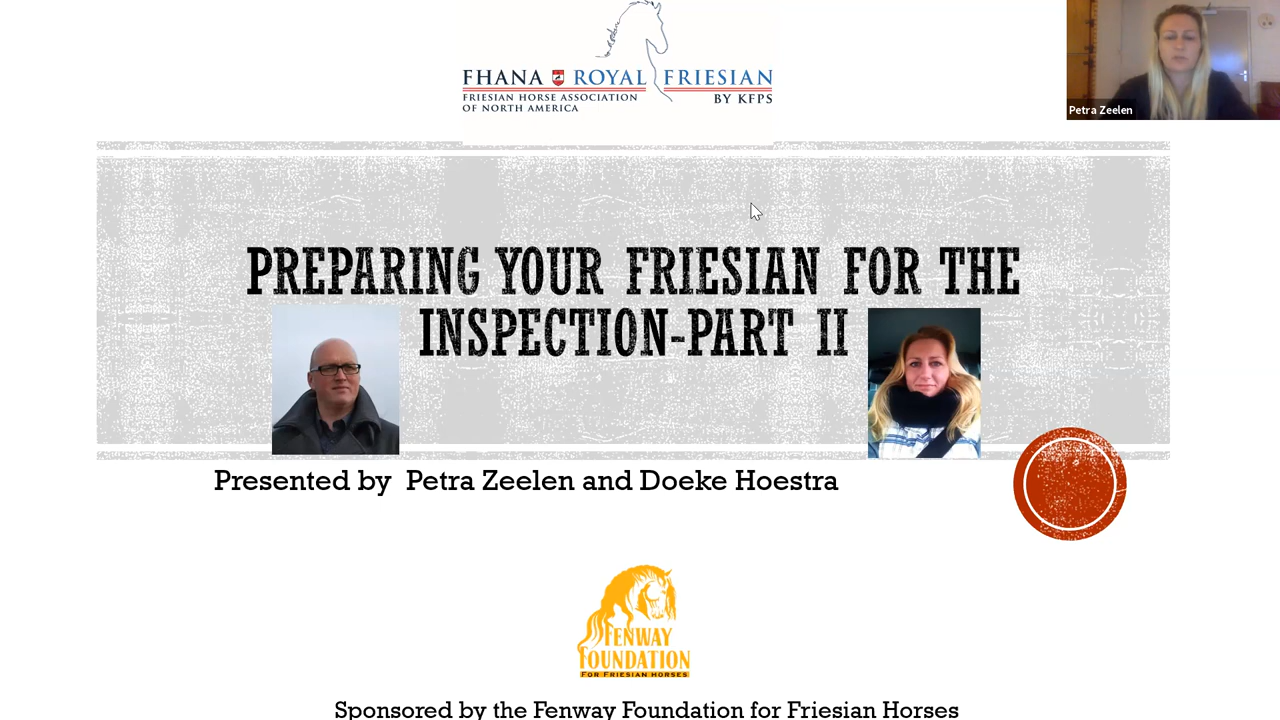 FHANA ROYAL FRIESIAN
FRIESIAN HORSE ASSOCIATION
OF NORTH AMERICA
BY KFPS
Petra Zeelen
PREPARING YOUR FRIESIAN FOR THE
INSPECTION-PART II
Presented by Petra Zeelen and Doeke Hoestra
FENWAY
FOUNDATION
FOR FRIESIAN HORSES
Sponsored by the Fenway Foundation for Friesian Horses